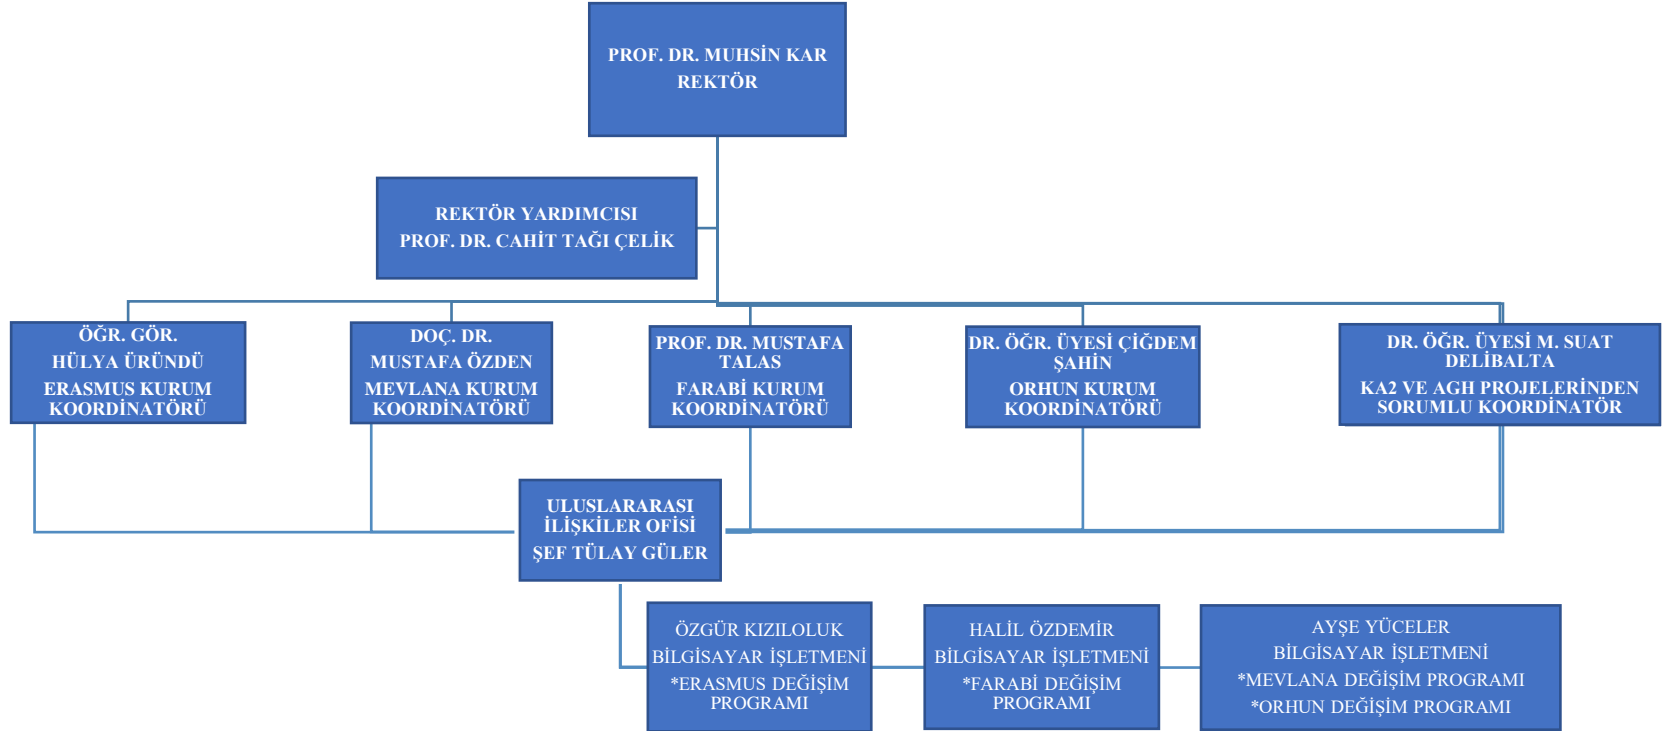 PROF. DR. MUHSİN KAR
REKTÖR
REKTÖR YARDIMCISI
PROF. DR. CAHİT TAĞI ÇELİK
ÖĞR. GÖR.
HÜLYA ÜRÜNDÜ
ERASMUS KURUM
KOORDİNATÖRÜ
DOÇ. DR.
MUSTAFA ÖZDEN
MEVLANA KURUM
KOORDİNATÖRÜ
PROF. DR. MUSTAFA
TALAS
FARABİ KURUM
KOORDİNATÖRÜ
DR. ÖĞR. ÜYESİ ÇİĞDEM
ŞAHİN
ORHUN KURUM
KOORDİNATÖRÜ
DR. ÖĞR. ÜYESİ M. SUAT
DELİBALTA
KA2 VE AGH PROJELERİNDEN
SORUMLU KOORDİNATÖR
ULUSLARARASI
İLİŞKİLER OFİSİ
ŞEF TÜLAY GÜLER
ÖZGÜR KIZILOLUK
BİLGİSAYAR İŞLETMENİ
*ERASMUS DEĞİŞİM
PROGRAMI
HALİL ÖZDEMİR
BİLGİSAYAR İŞLETMENİ
*FARABİ DEĞİŞİM
PROGRAMI
AYŞE YÜCELER
BİLGİSAYAR İŞLETMENİ
*MEVLANA DEĞİŞİM PROGRAMI
*ORHUN DEĞİŞİM PROGRAMI